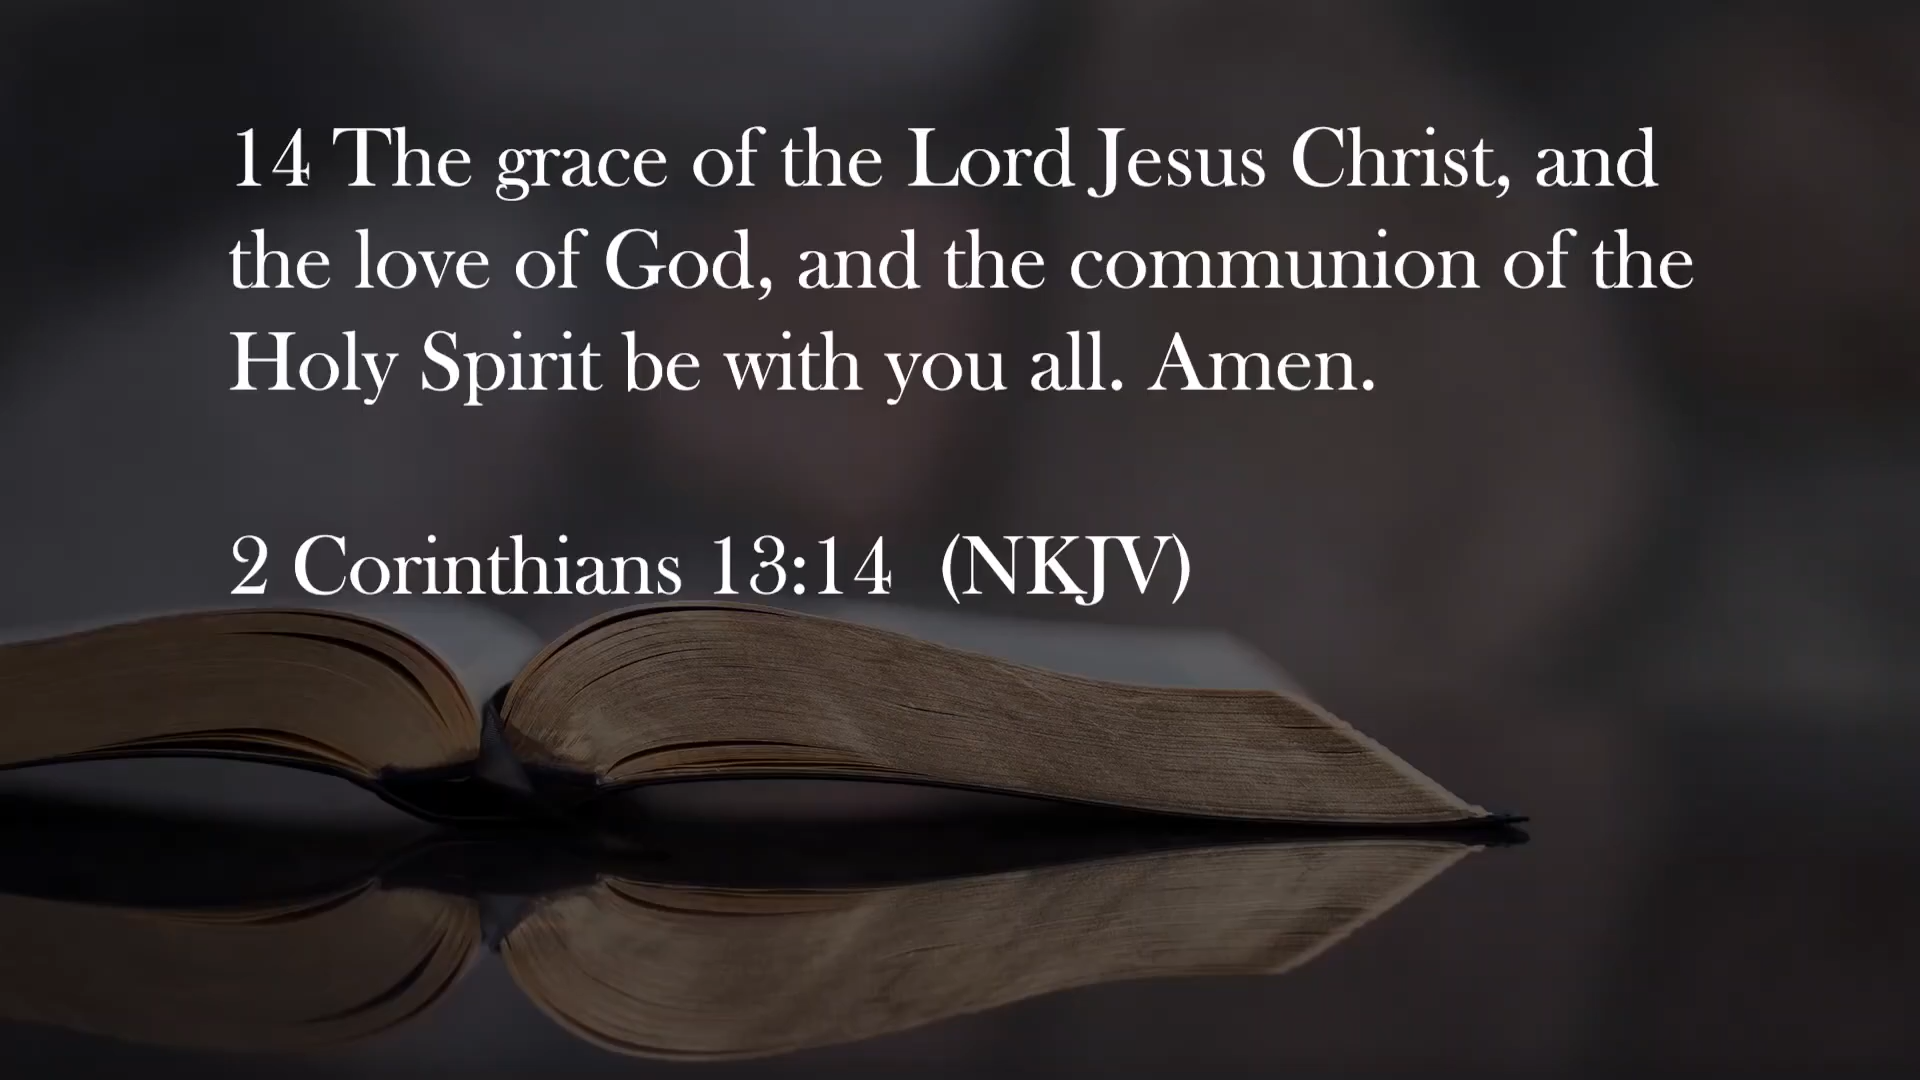 14 The grace of the Lord Jesus Christ, and
the love of God, and the communion of the
Holy Spirit be with you all. Amen.
2 Corinthians 13:14 (NKJV)